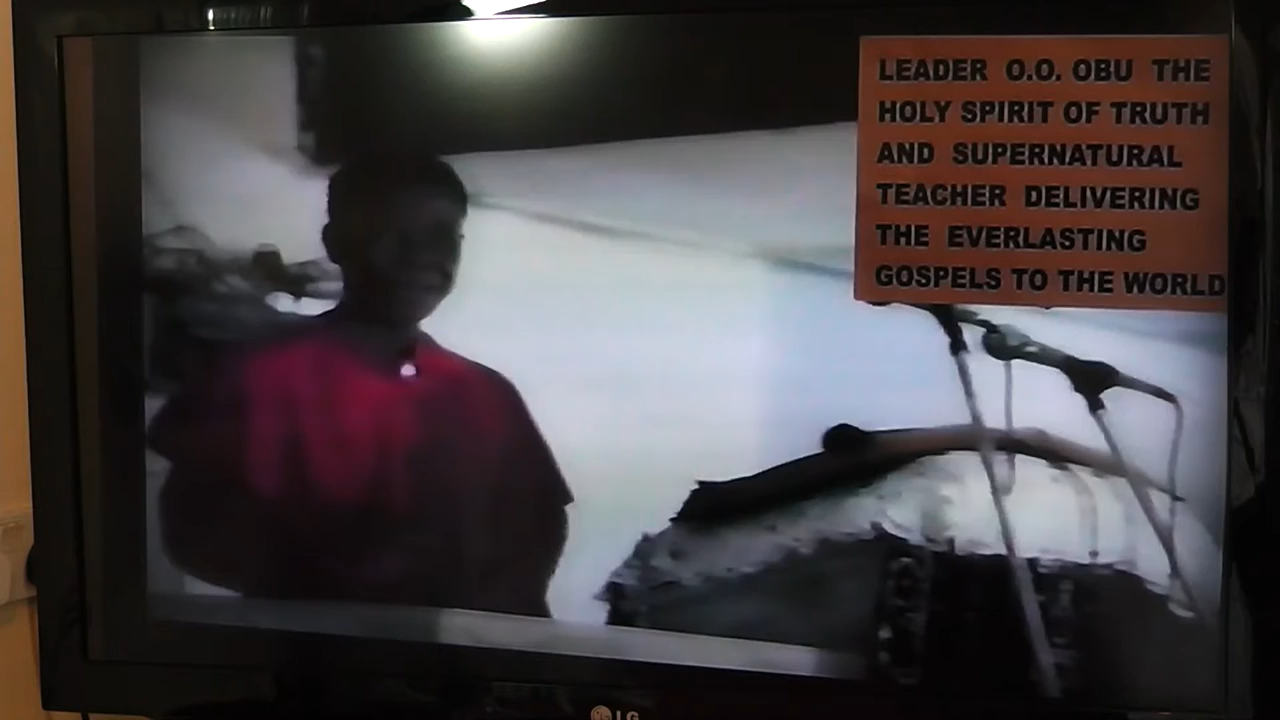 LEADER O.O. OBU THE
HOLY SPIRIT OF TRUTH
AND SUPERNATURAL
TEACHER DELIVERING
THE EVERLASTING
GOSPELS TO THE WORLD
LG